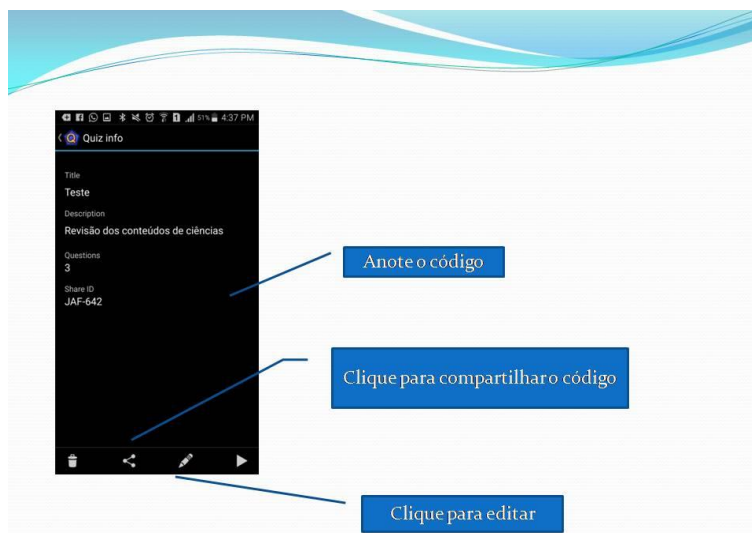 51% 4:37 PM
Quiz info
Title
Teste
Description
Revisão dos conteúdos de ciências
Questions
3
Share ID
JAF-642
Anote o código
Clique para compartilhar o código
Clique para editar